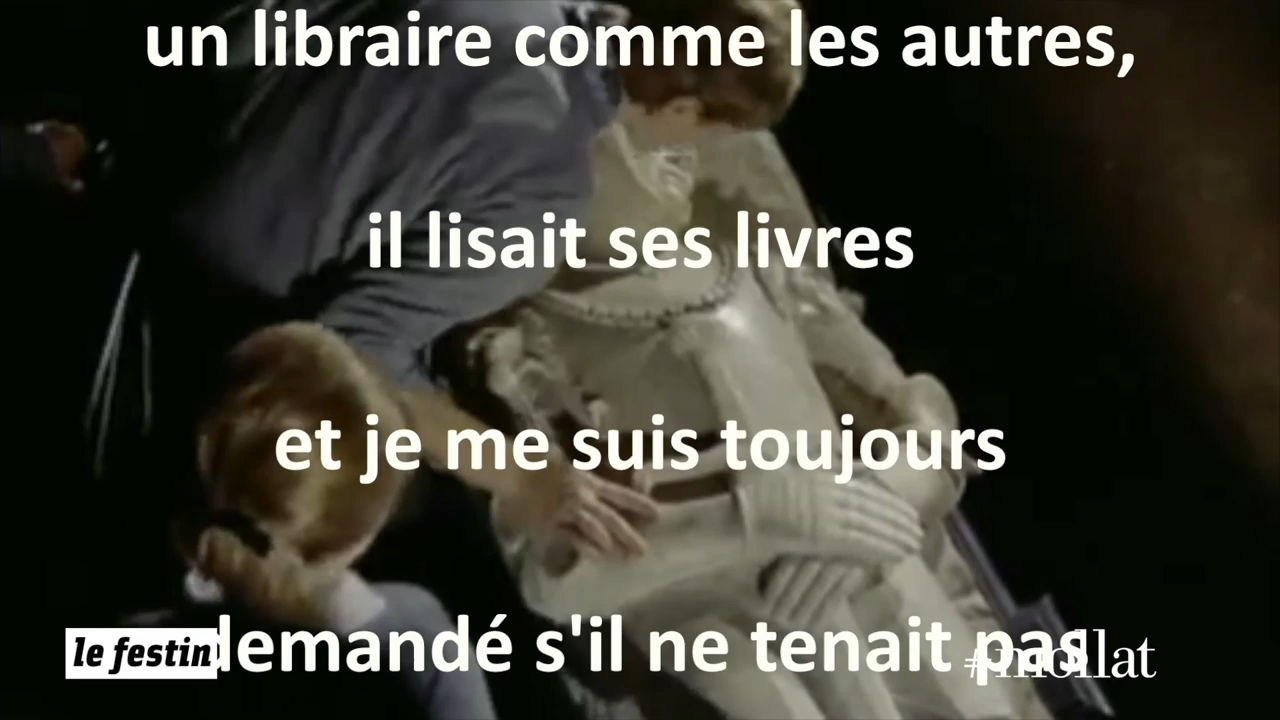 un libraire comme les autres,
il lisait ses livres
et je me suis toujours
demandé s'il ne tenait pas
le festin
#mollat